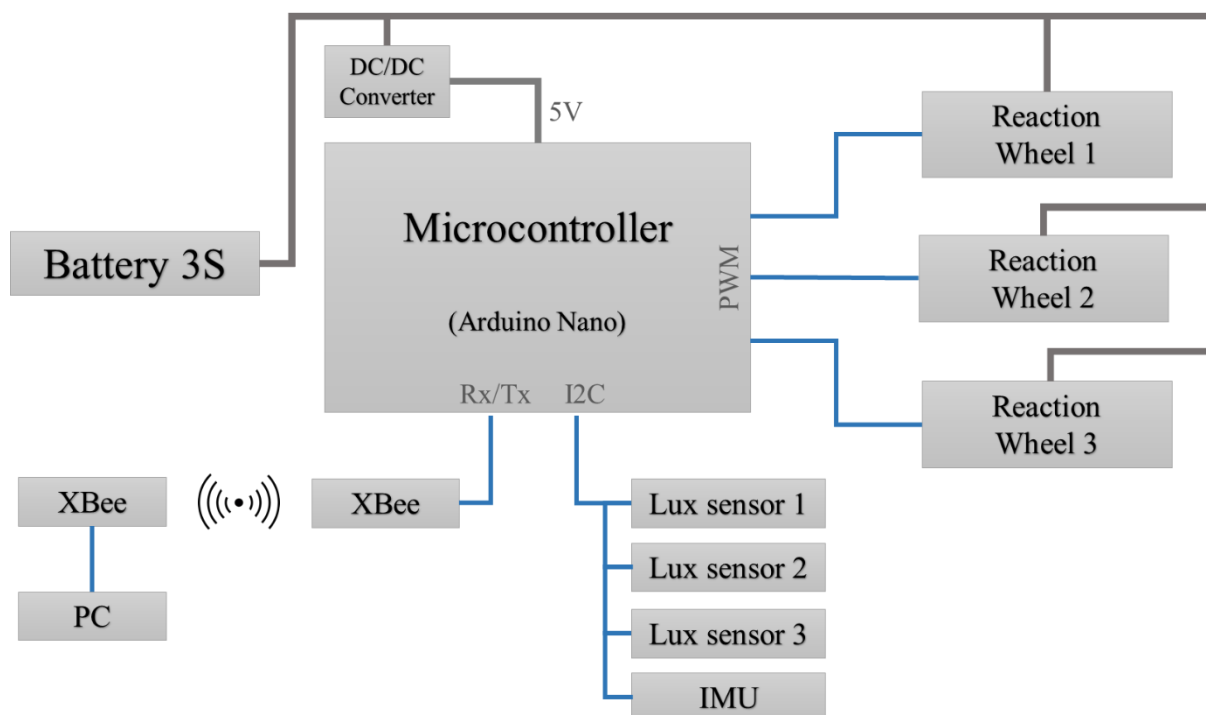 DC/DC
Converter
5V
Reaction
Wheel 1
Microcontroller
(Arduino Nano)
PWM
Rx/Tx
I2C
Battery 3S
Reaction
Wheel 2
Reaction
Wheel 3
XBee
XBee
PC
Lux sensor 1
Lux sensor 2
Lux sensor 3
IMU